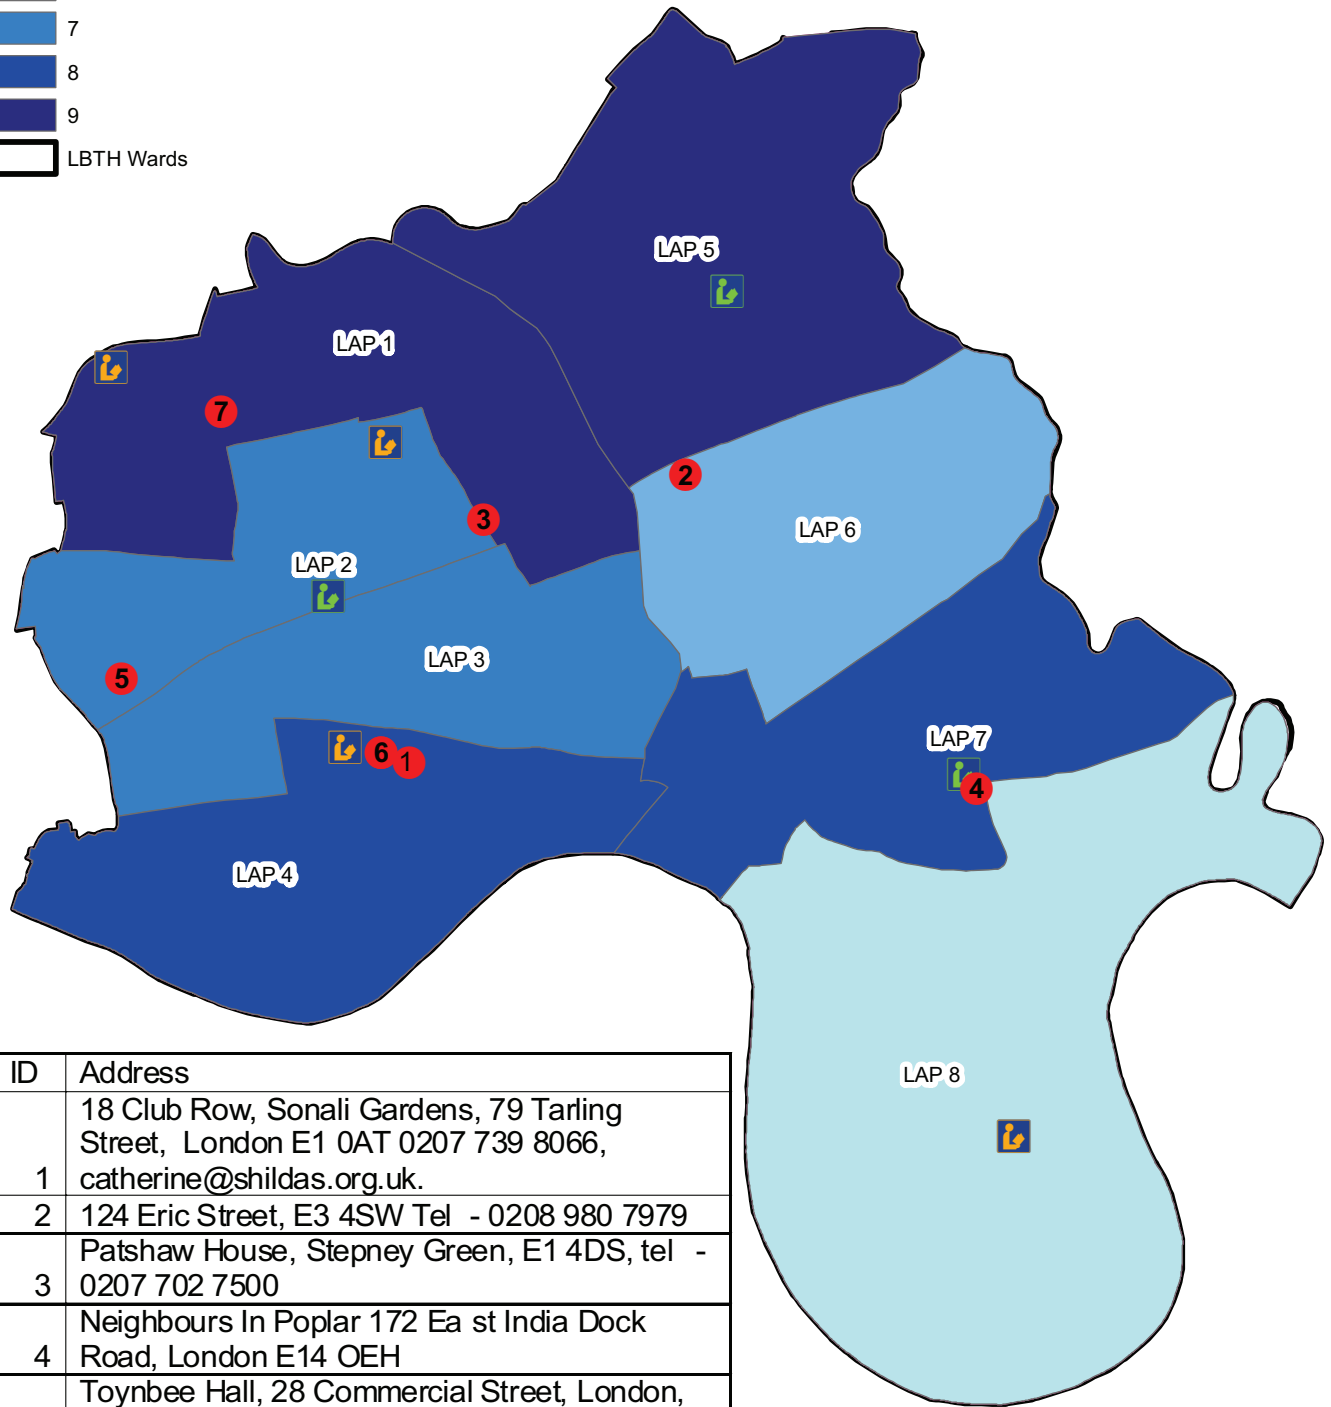 7
8
9
LBTH Wards
LAP 5
LAP 1
7
2
3
LAP 6
LAP 2
LAP 3
5
LAP 7
6
1
4
LAP 4
LAP 8
ID Address
18 Club Row, Sonali Gardens, 79 Tarling
Street, London E1 0AT 0207 739 8066,
1 catherine@shildas.org.uk.
2 124 Eric Street, E3 4SW Tel - 0208 980 7979
Patshaw House, Stepney Green, E1 4DS, tel -
3 0207 702 7500
Neighbours In Poplar 172 Ea st India Dock
4 Road, London E14 OEH
Toynbee Hall, 28 Commercial Street, London,